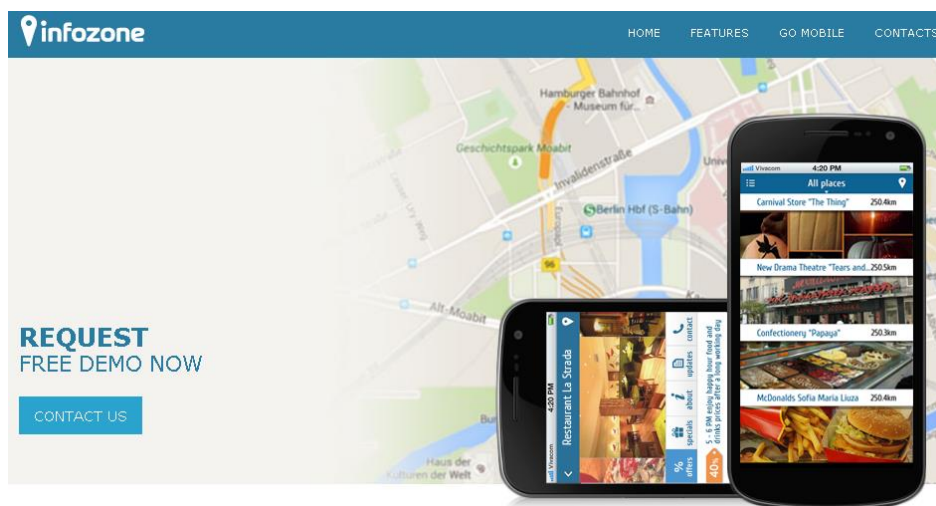 infozone
HOME FEATURES GO MOBILE CONTACTS
Hamburger Bahnhof
- Museum für...
Geschichtspark Moabit
Invalidenstraße
Berlin Hbf (S-Bahn)
96
Alt-Moabit
Haus der
Kulturen der Welt
REQUEST
FREE DEMO NOW
CONTACT US
Vivacom 4:20 PM
All places
Carnival Store "The Thing" 250.4km
New Drama Theatre "Tears and... 250.5km
Confectionery "Papaya" 250.3km
McDonalds Sofia Maria Liuza 250.4km
Vivacom 4:20 PM
Restaurant La Strada
% offers
specials
about
updates
contact
40%
5 - 6 PM enjoy happy hour food and
drinks prices after a long working day